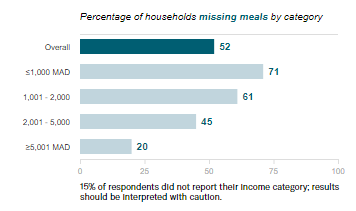 Percentage of households missing meals by category
Overall 52
≤1,000 MAD 71
1,001 - 2,000 61
2,001 - 5,000 45
≥5,001 MAD 20
0 25 50 75 100
15% of respondents did not report their income category; results
should be interpreted with caution.